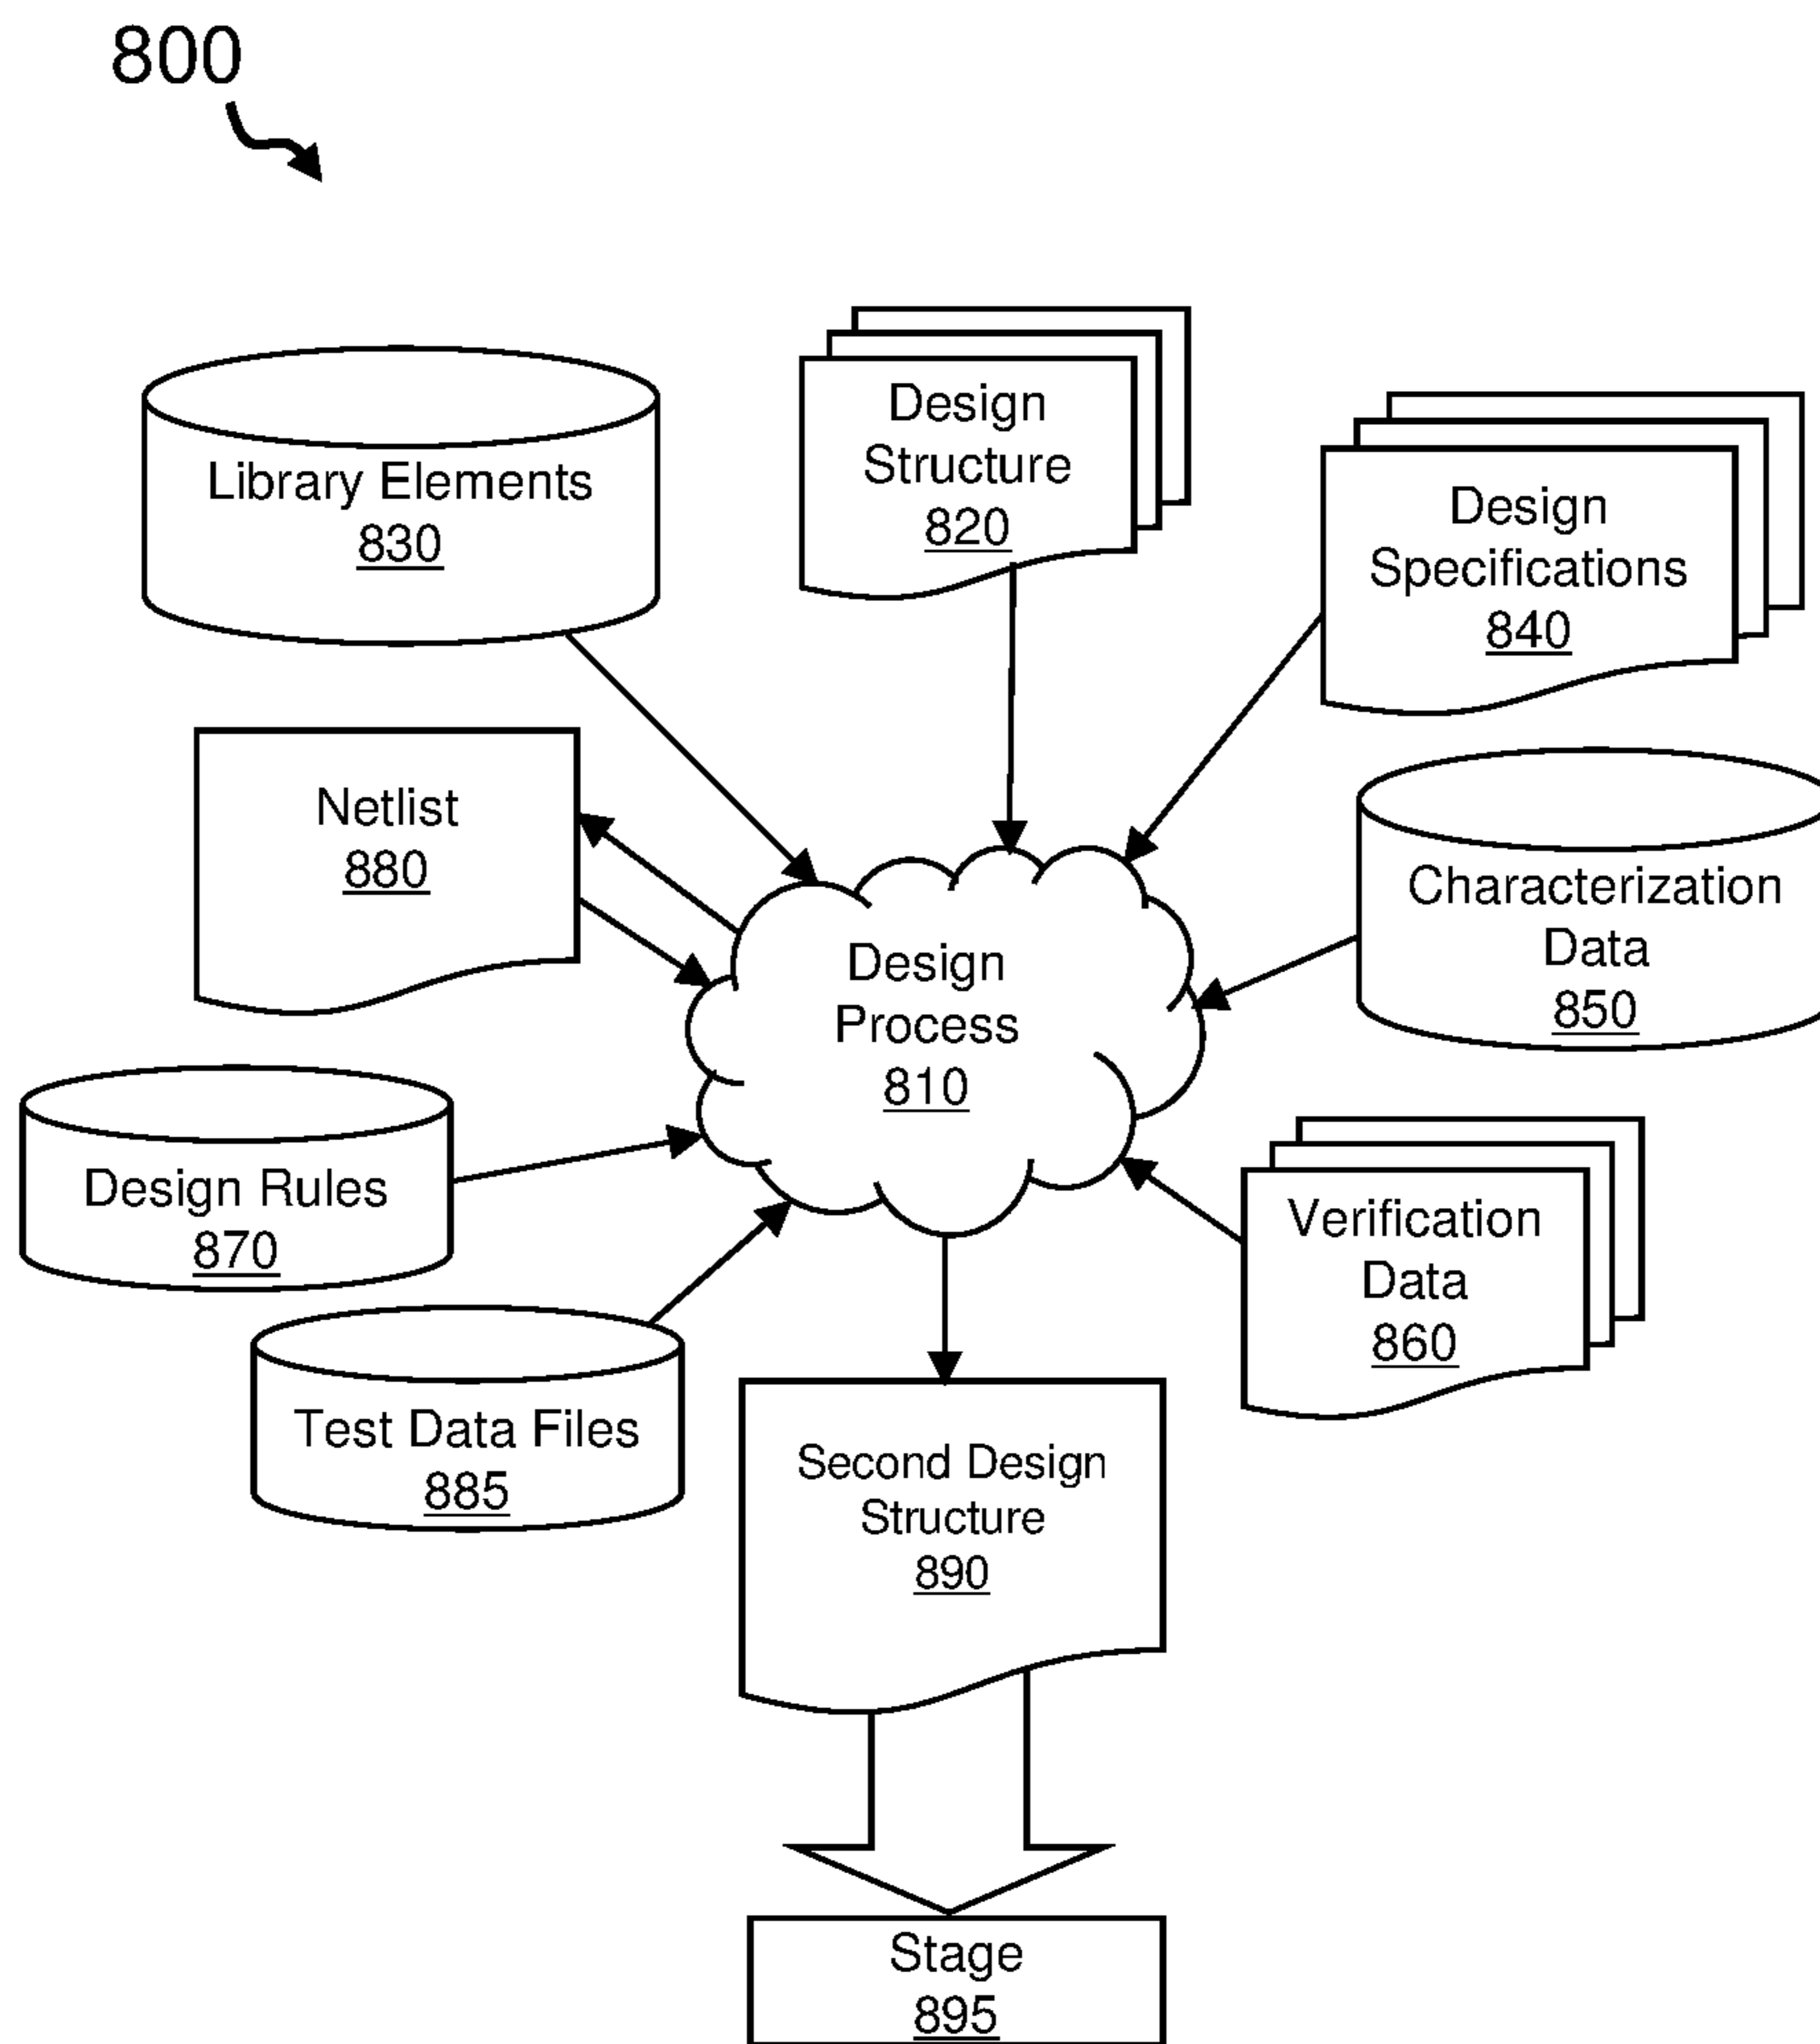 800
Design
Structure
820
Library Elements
830
Design
Specifications
840
Netlist
880
Characterization
Data
850
Design
Process
810
Design Rules
870
Verification
Data
860
Test Data Files
885
Second Design
Structure
890
Stage
895